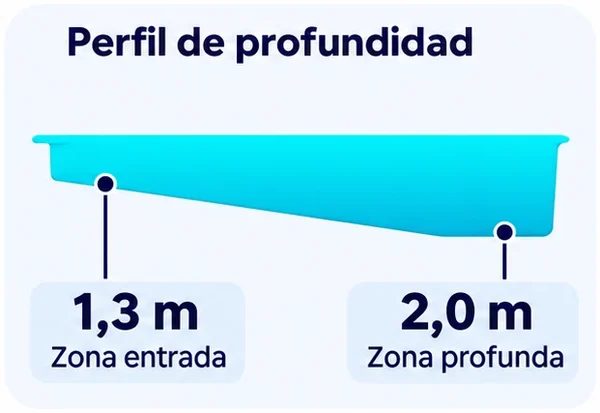 Perfil de profundidad
1,3 m
Zona entrada
2,0 m
Zona profunda